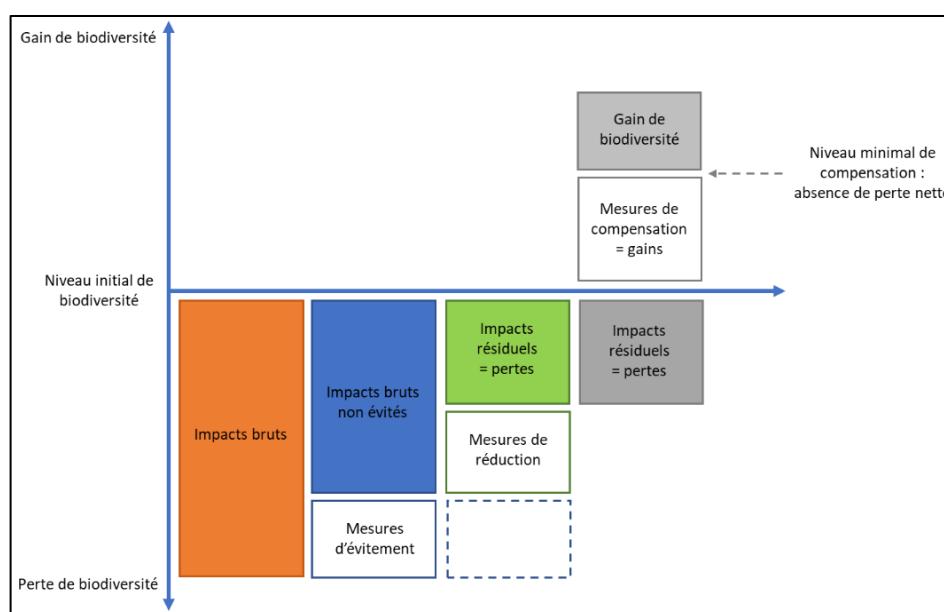 Gain de biodiversité
Gain de
biodiversité
Niveau minimal de
compensation :
absence de perte nette
Mesures de
compensation
= gains
Niveau initial de
biodiversité
Impacts bruts
Impacts bruts
non évités
Mesures
d'évitement
Impacts
résiduels
= pertes
Mesures de
réduction
Impacts
résiduels
= pertes
Perte de biodiversité